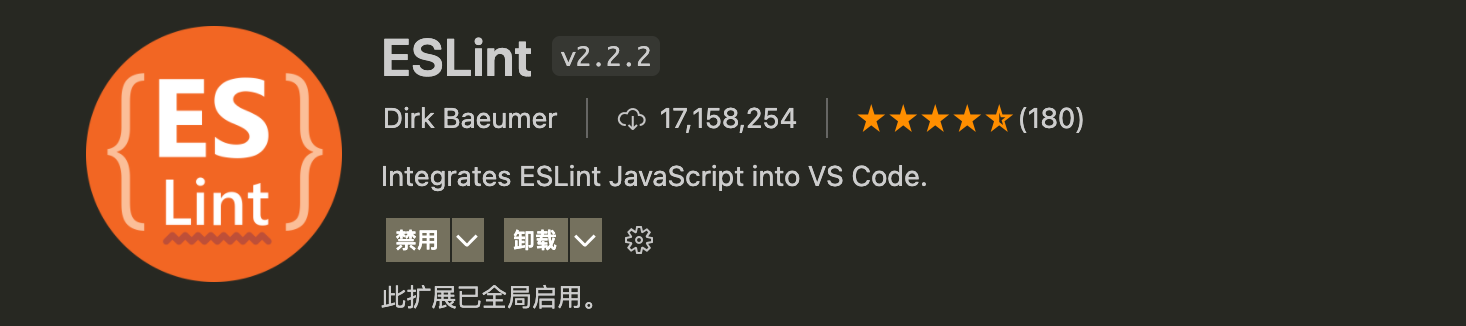 {ES
Lint}
ESLint v2.2.2
Dirk Baeumer 17,158,254 (180)
Integrates ESLint JavaScript into VS Code.
禁用 卸载
此扩展已全局启用。